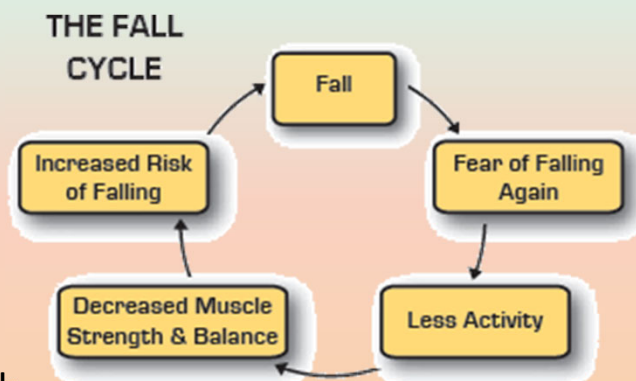 THE FALL
CYCLE
Fall
Fear of Falling
Again
Less Activity
Decreased Muscle
Strength & Balance
Increased Risk
of Falling